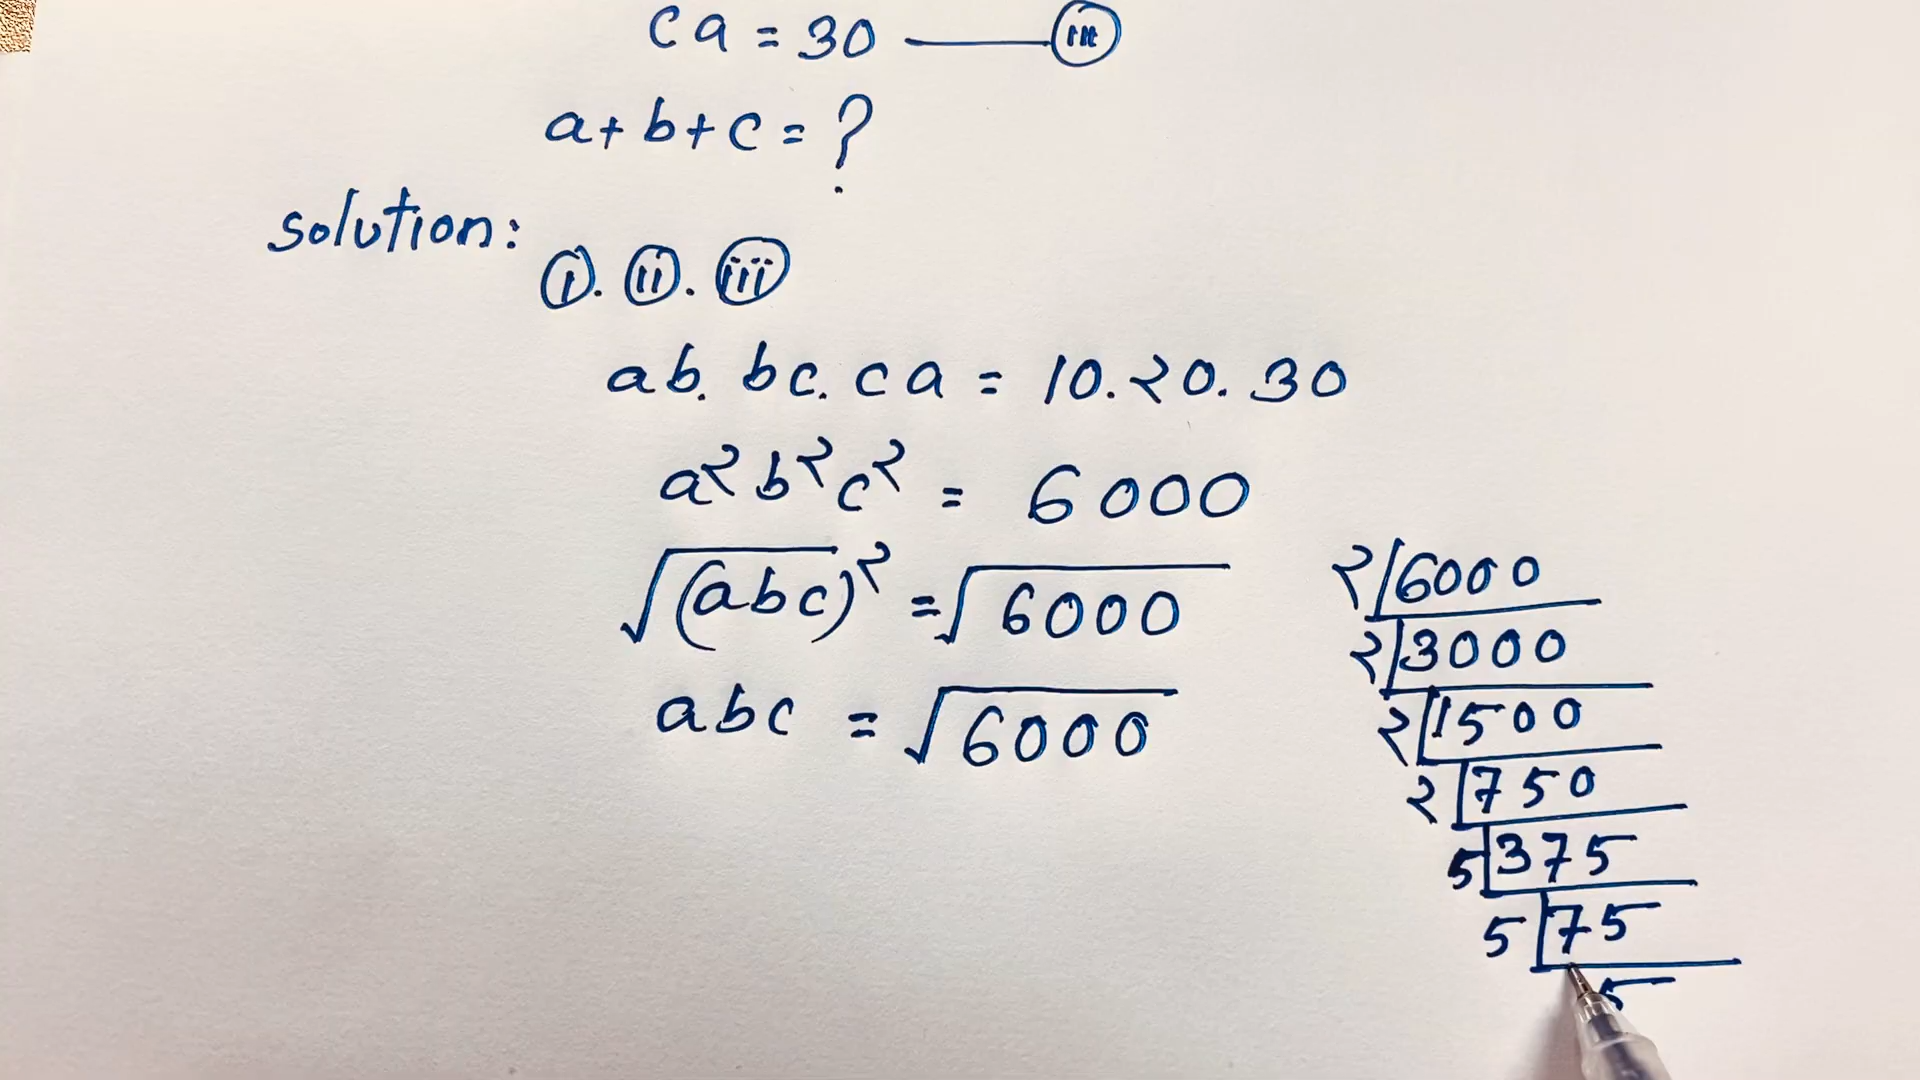 ca = 30 —— (iii)
a+b+c = ?
solution:
(i). (ii). (iii)
ab. bc. ca = 10.20.30
a²b²c² = 6000
√(abc)² = √6000
abc = √6000
2|6000
2|3000
2|1500
2|750
5|375
5|75
5